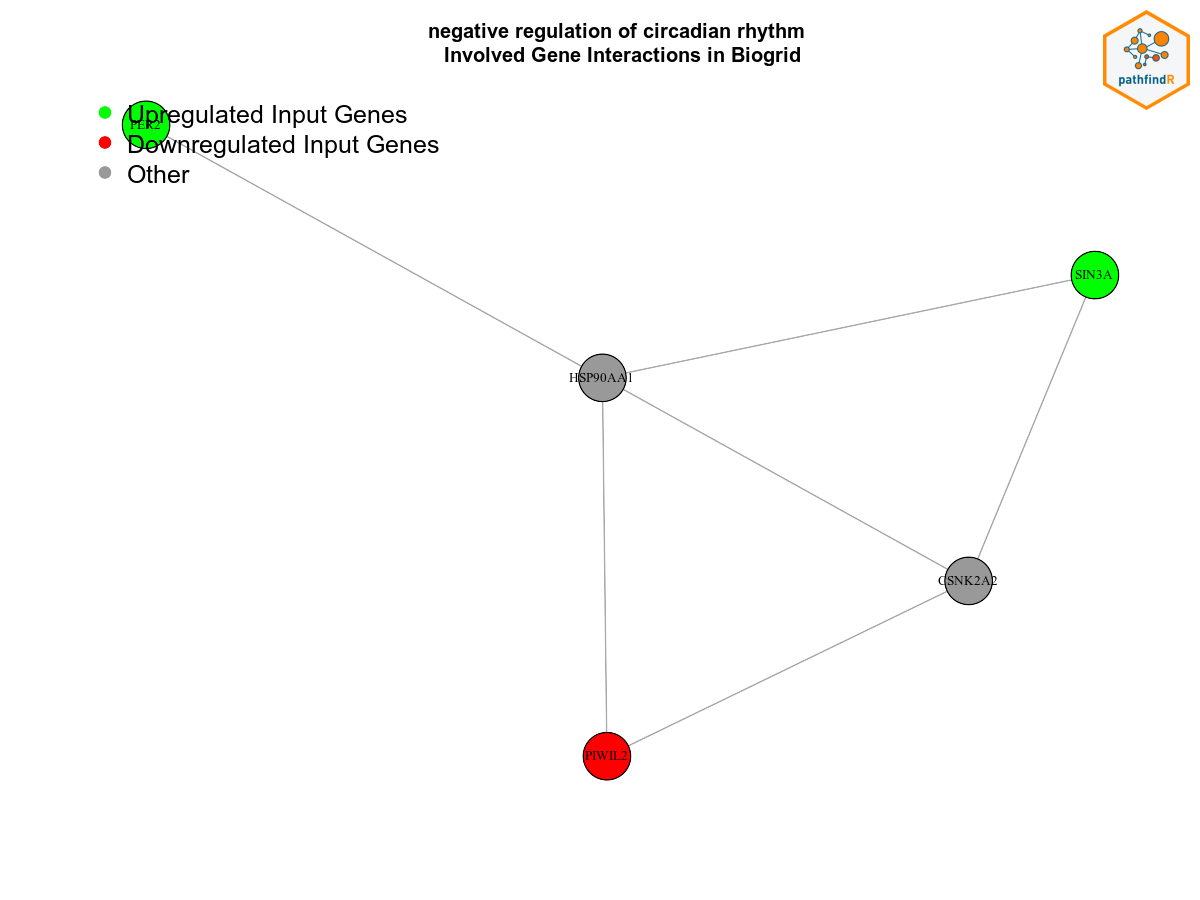 negative regulation of circadian rhythm
Involved Gene Interactions in Biogrid
pathfindR
Upregulated Input Genes
PER2
Downregulated Input Genes
Other
SIN3A
HSP90AA1
CSNK2A2
PIWIL2